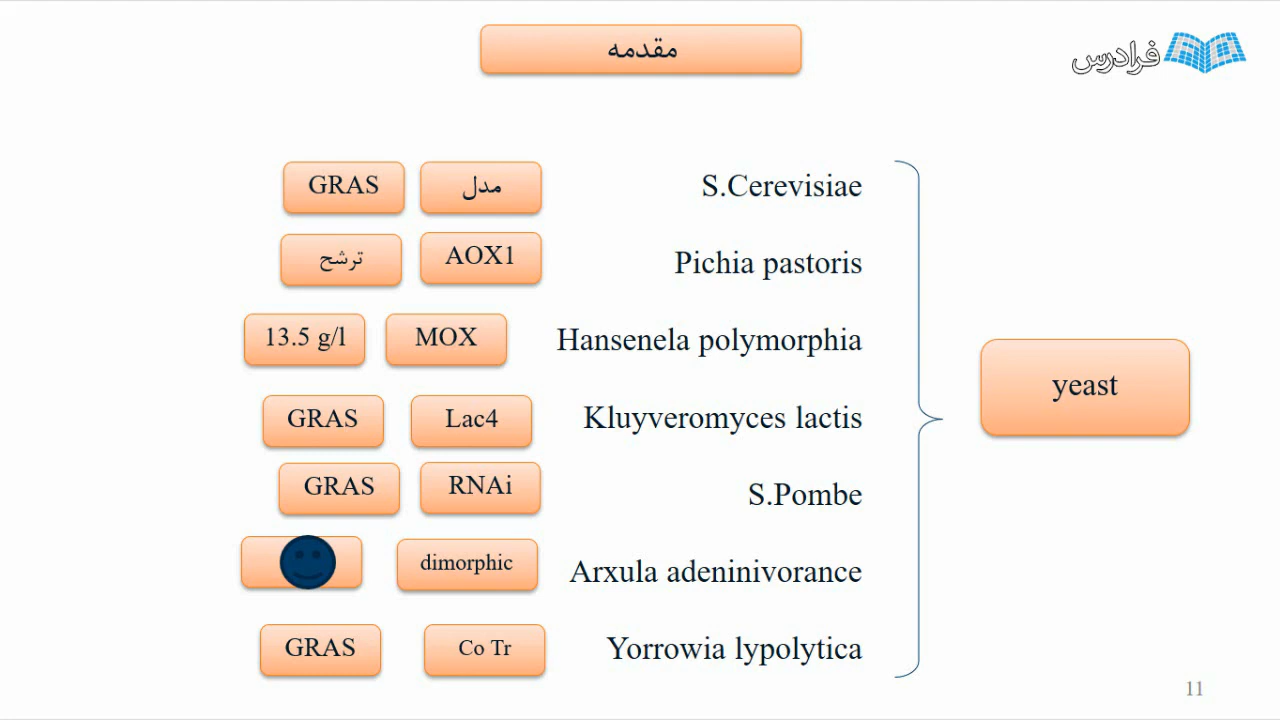 مقدمه
فرادرس
S.Cerevisiae
مدل
GRAS
Pichia pastoris
AOX1
ترشح
Hansenela polymorphia
MOX
13.5 g/l
Kluyveromyces lactis
Lac4
GRAS
S.Pombe
RNAi
GRAS
Arxula adeninivorance
dimorphic
Yorrowia lypolytica
Co Tr
GRAS
yeast
11